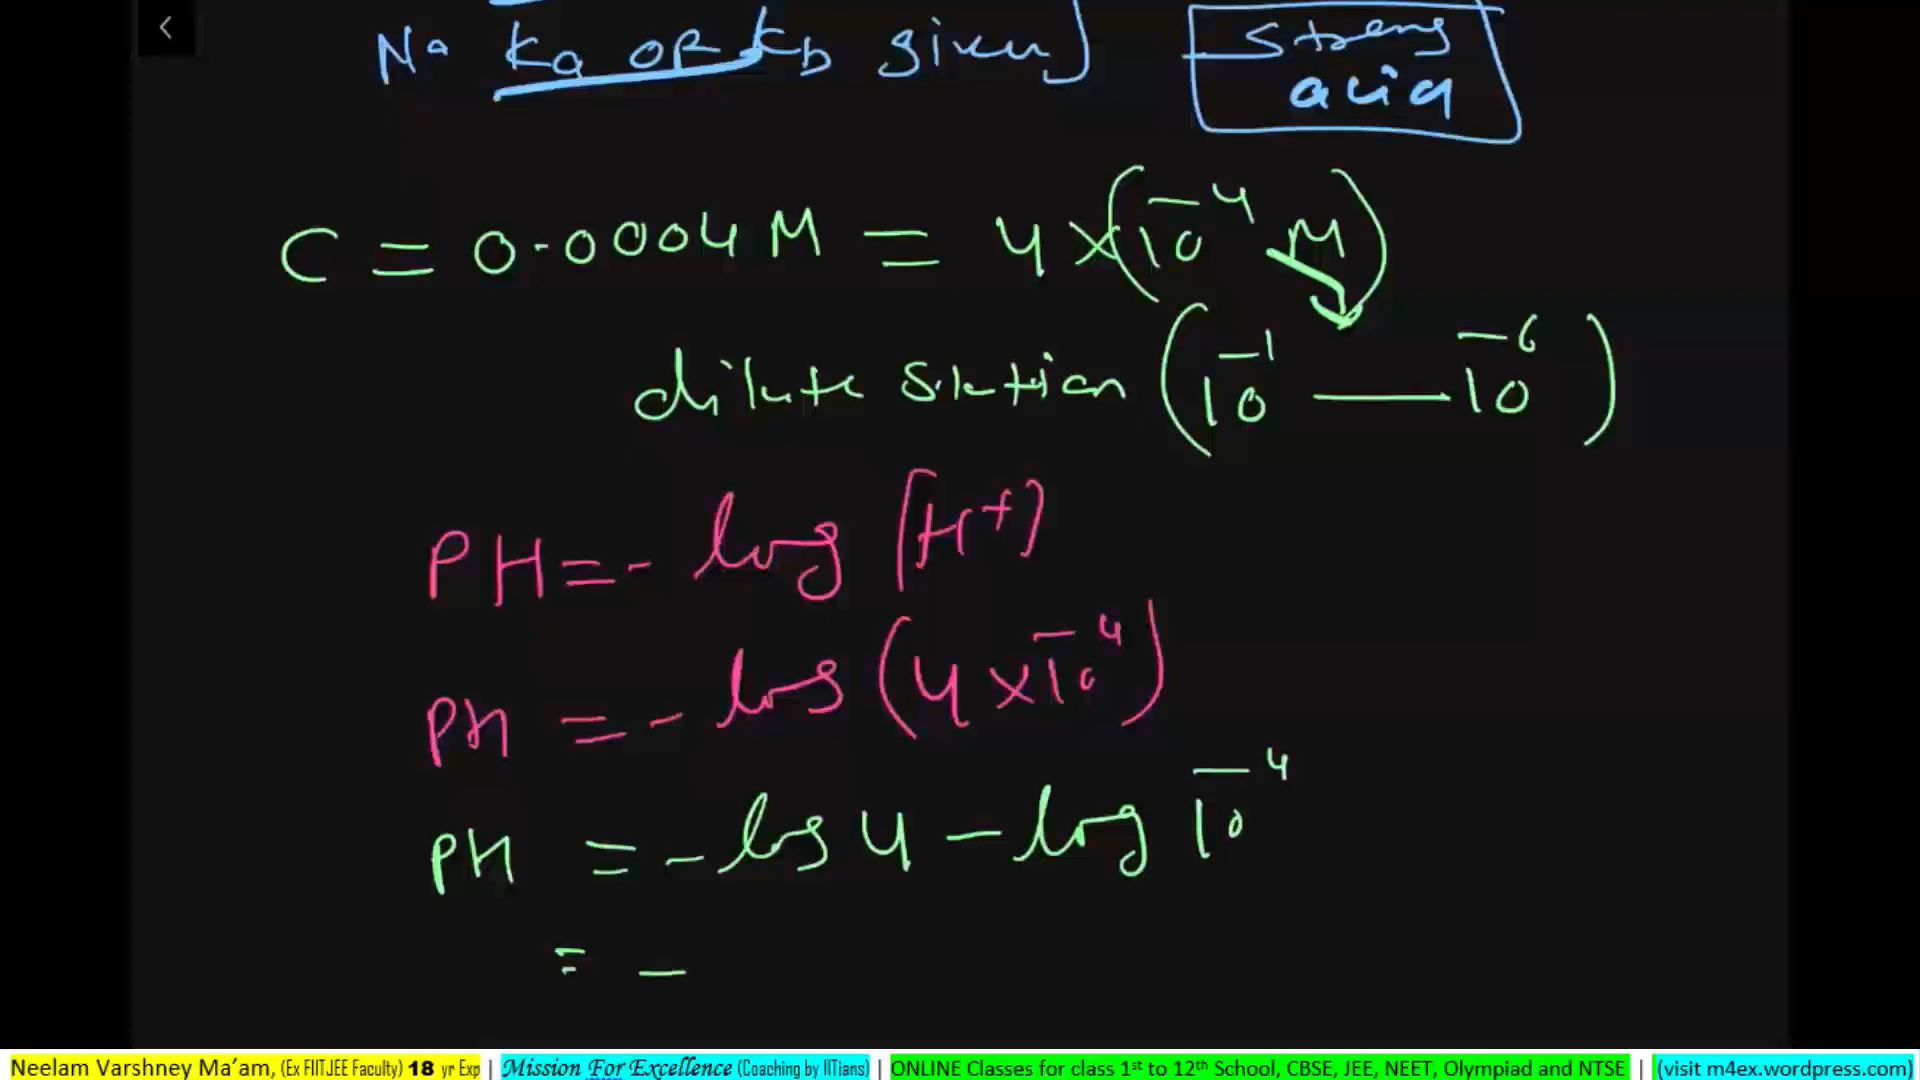 No Ka OR Kb given]
Strong
acid
C = 0.0004 M = 4 × (10⁻⁴ M)
dilute solution (10⁻¹ — 10⁻⁶)
PH = - log [H⁺]
PH = - log (4 × 10⁻⁴)
PH = - log 4 - log 10⁻⁴
= -
Neelam Varshney Ma’am, (Ex FIITJEE Faculty) 18 yr Exp | Mission For Excellence (Coaching by IITians) | ONLINE Classes for class 1st to 12th School, CBSE, JEE, NEET, Olympiad and NTSE | (visit m4ex.wordpress.com)